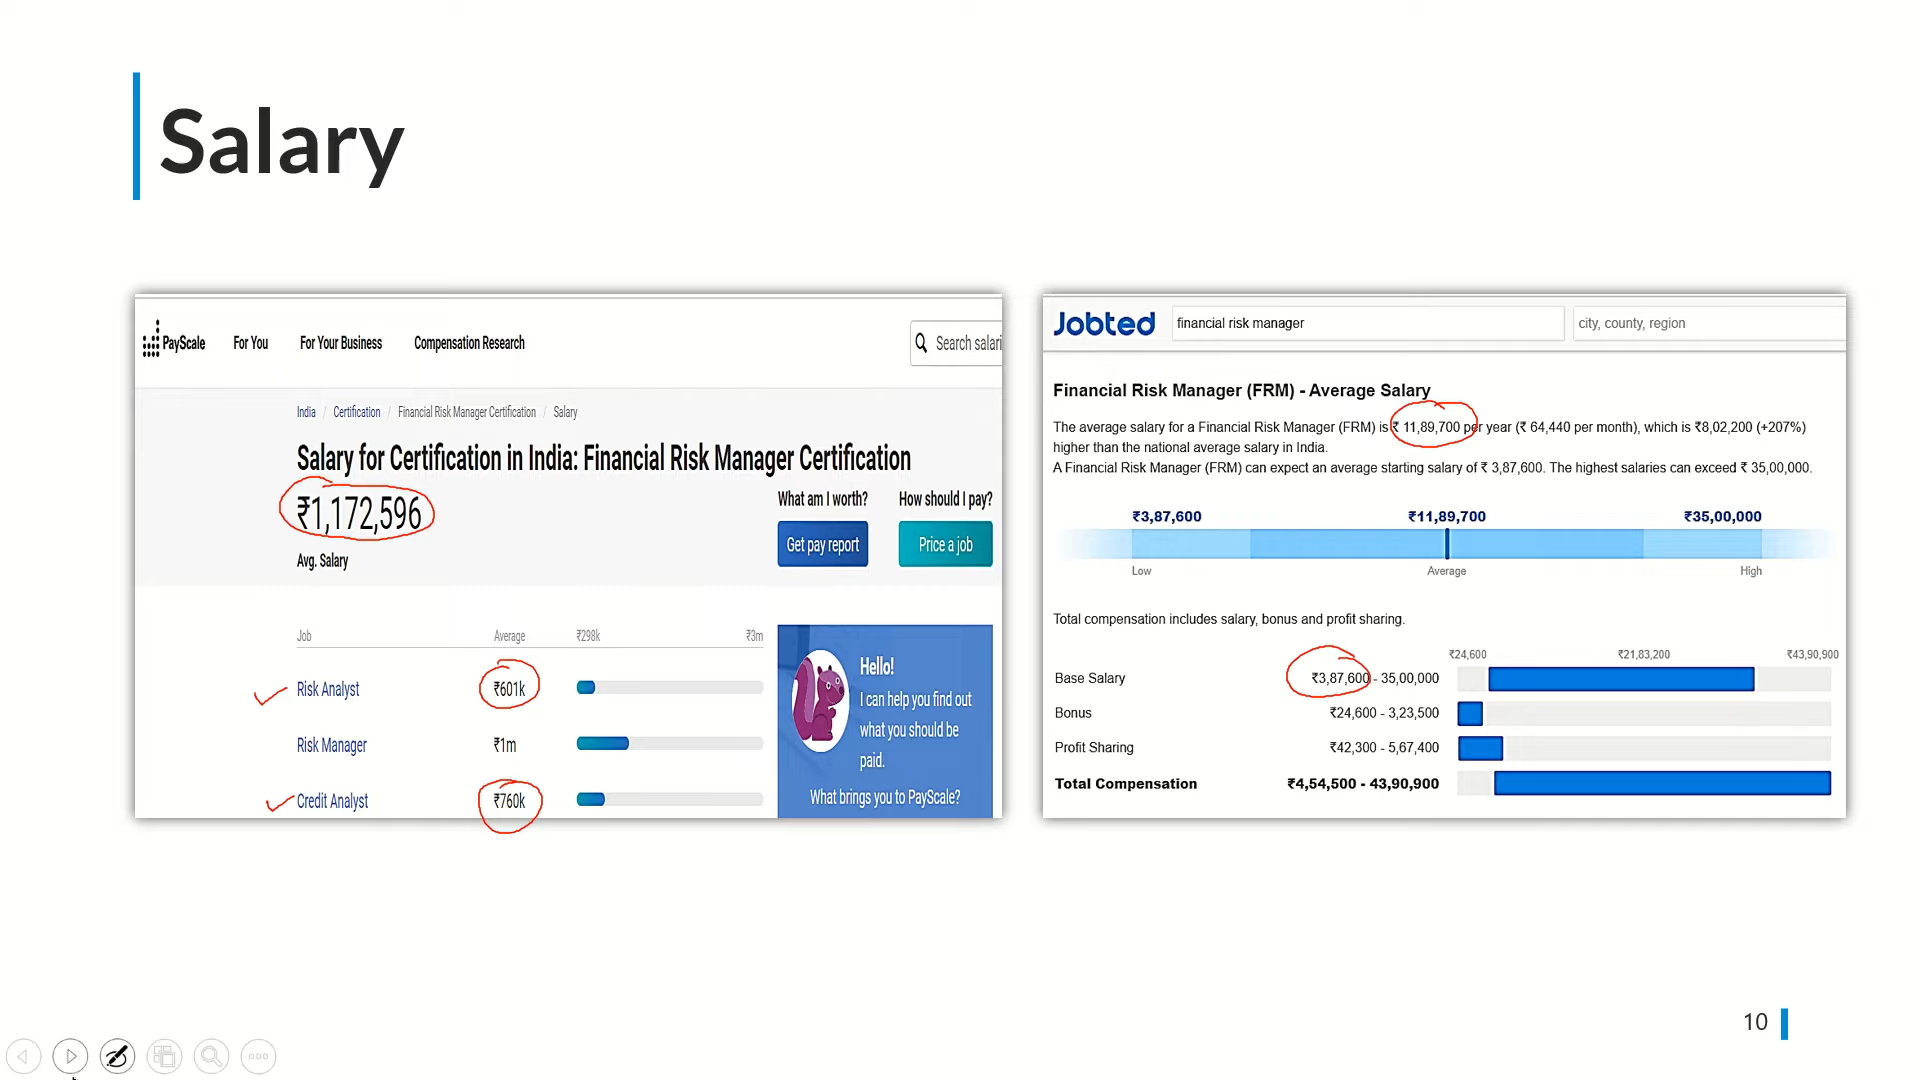 Salary
PayScale For You For Your Business Compensation Research Search salari
India / Certification / Financial Risk Manager Certification / Salary
Salary for Certification in India: Financial Risk Manager Certification
₹1,172,596
Avg. Salary
What am I worth? How should I pay?
Get pay report Price a job
Job Average ₹298k ₹3m
Risk Analyst ₹601k
Risk Manager ₹1m
Credit Analyst ₹760k
Hello!
I can help you find out
what you should be
paid.
What brings you to PayScale?
Jobted financial risk manager city, county, region
Financial Risk Manager (FRM) - Average Salary
The average salary for a Financial Risk Manager (FRM) is ₹ 11,89,700 per year (₹ 64,440 per month), which is ₹8,02,200 (+207%)
higher than the national average salary in India.
A Financial Risk Manager (FRM) can expect an average starting salary of ₹ 3,87,600. The highest salaries can exceed ₹ 35,00,000.
₹3,87,600 ₹11,89,700 ₹35,00,000
Low Average High
Total compensation includes salary, bonus and profit sharing.
₹24,600 ₹21,83,200 ₹43,90,900
Base Salary ₹3,87,600 - 35,00,000
Bonus ₹24,600 - 3,23,500
Profit Sharing ₹42,300 - 5,67,400
Total Compensation ₹4,54,500 - 43,90,900
10